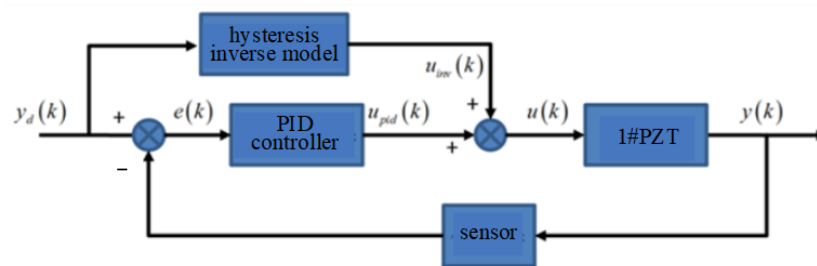 hysteresis
inverse model
u_inv(k)
y_d(k)
+
e(k)
PID
controller
u_pid(k)
+
+
u(k)
1#PZT
y(k)
−
sensor